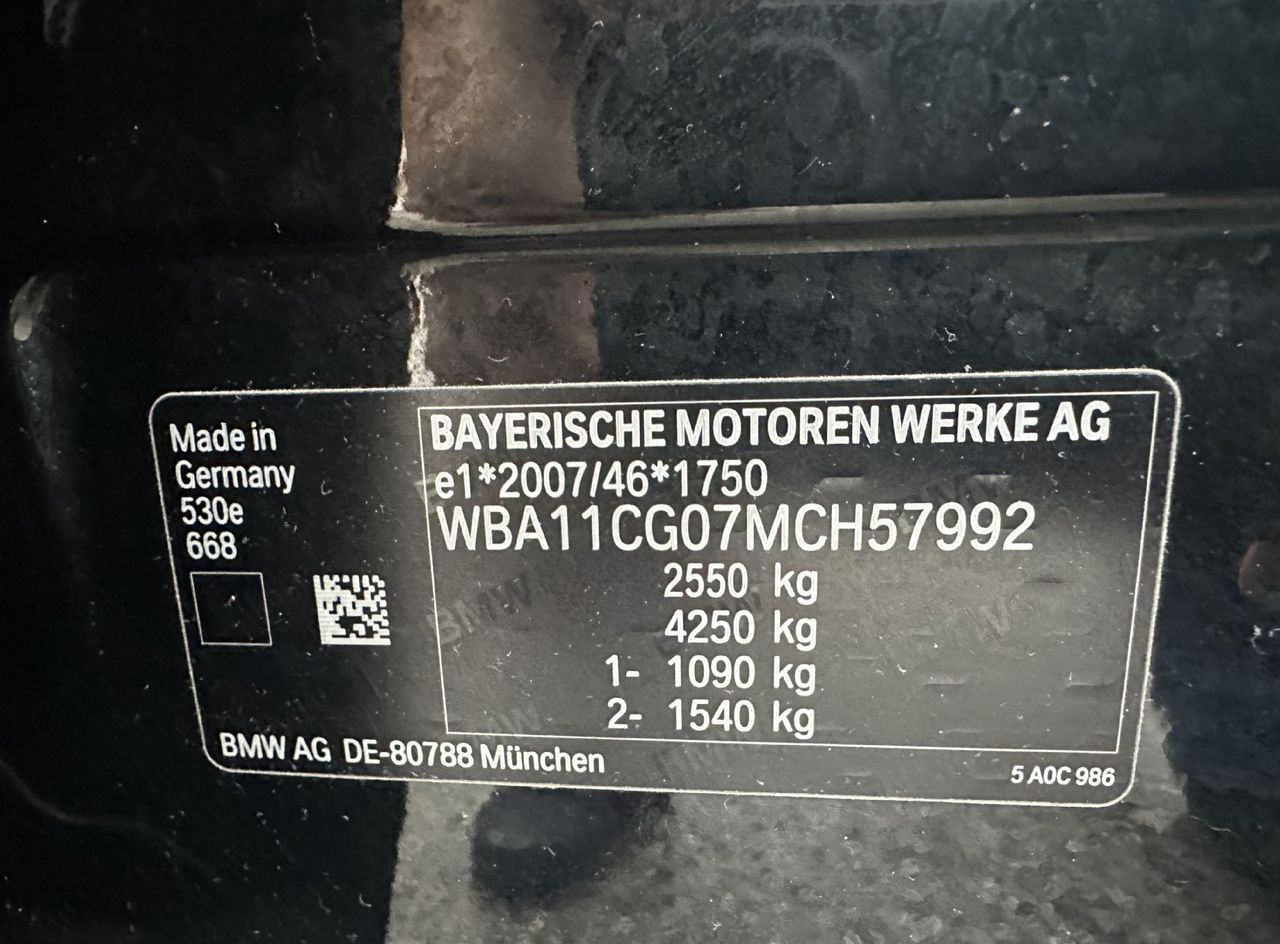 Made in
Germany
530e
668
BAYERISCHE MOTOREN WERKE AG
e1*2007/46*1750
WBA11CG07MCH57992
2550 kg
4250 kg
1- 1090 kg
2- 1540 kg
BMW
BMW AG DE-80788 München
5 A0C 986